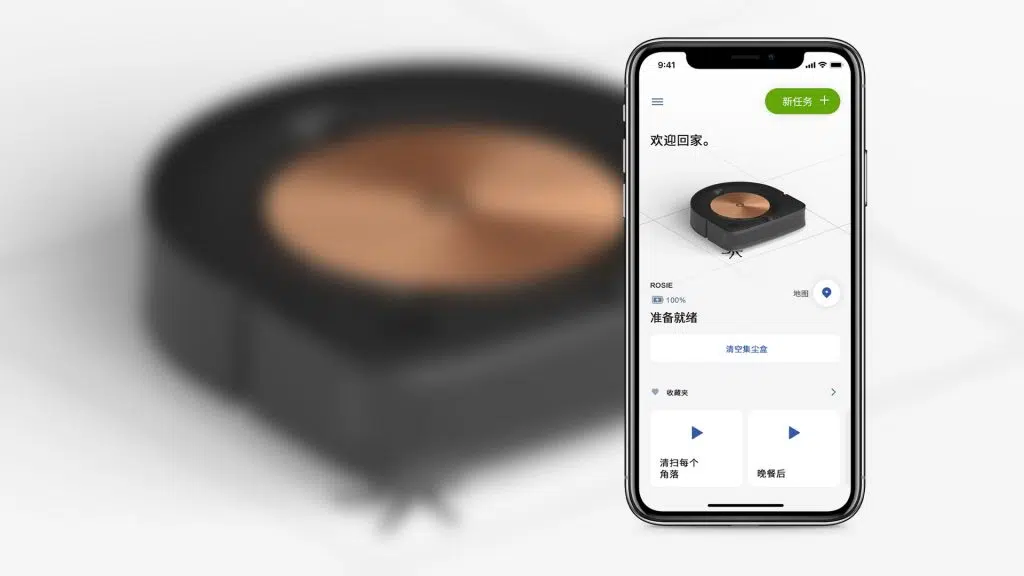 9:41
新任务 +
欢迎回家。
ROSIE
100%
地图
准备就绪
清空集尘盒
收藏夹
清扫每个
角落
晚餐后